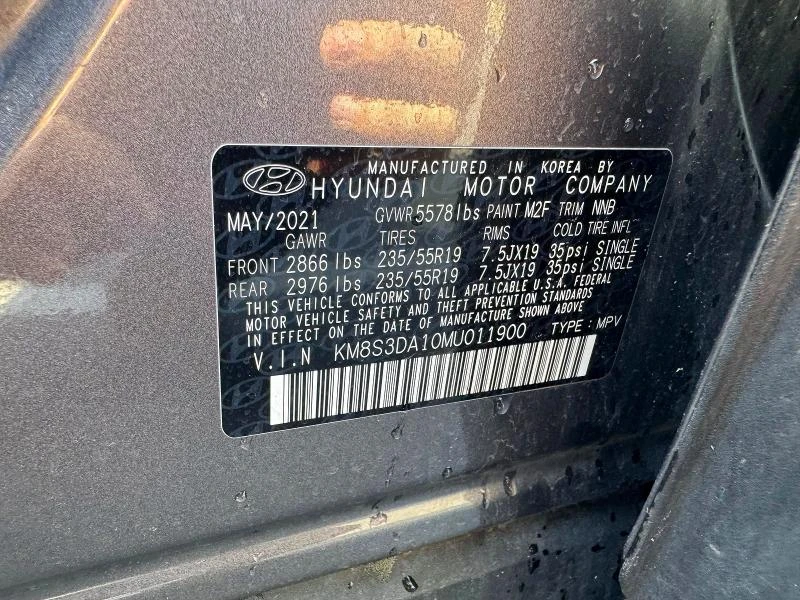 MANUFACTURED IN KOREA BY
HYUNDAI MOTOR COMPANY
MAY/2021 GVWR 5578 lbs PAINT M2F TRIM NNB
GAWR TIRES RIMS COLD TIRE INFL
FRONT 2866 lbs 235/55R19 7.5JX19 35psi SINGLE
REAR 2976 lbs 235/55R19 7.5JX19 35psi SINGLE
THIS VEHICLE CONFORMS TO ALL APPLICABLE U.S.A. FEDERAL
MOTOR VEHICLE SAFETY AND THEFT PREVENTION STANDARDS
IN EFFECT ON THE DATE OF MANUFACTURE SHOWN ABOVE
V.I.N KM8S3DA10MU011900 TYPE : MPV